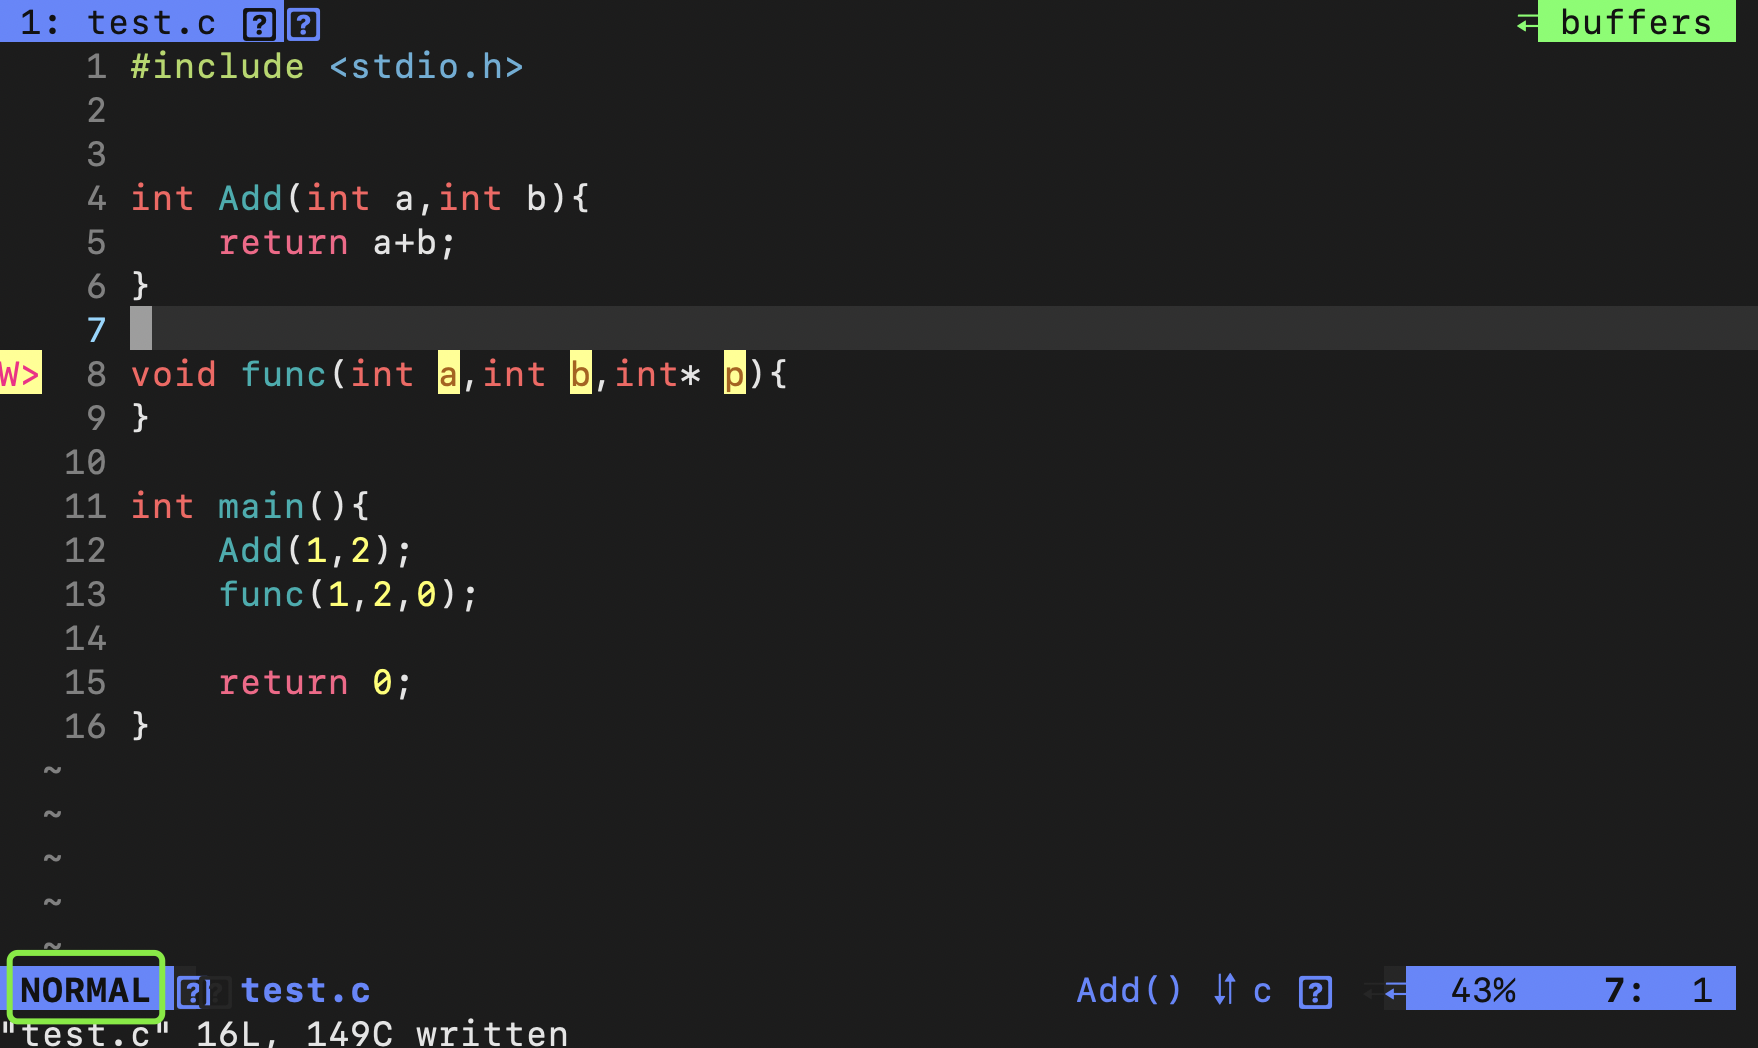 1: test.c buffers
1 #include <stdio.h>
2
3
4 int Add(int a,int b){
5     return a+b;
6 }
7
W> 8 void func(int a,int b,int* p){
9 }
10
11 int main(){
12     Add(1,2);
13     func(1,2,0);
14
15     return 0;
16 }
~
~
~
~
~
NORMAL test.c Add() c 43% 7: 1
"test.c" 16L, 149C written